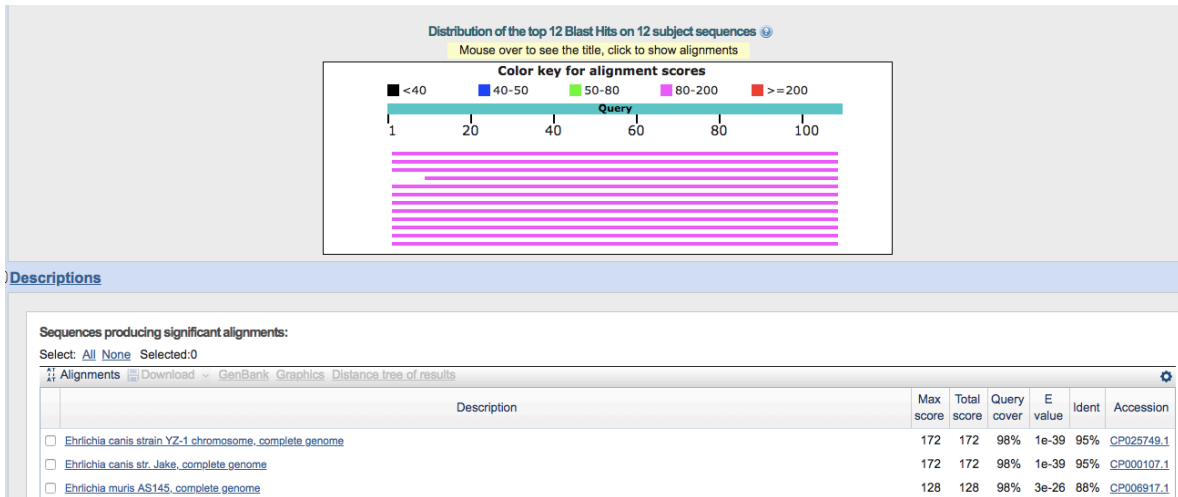 Distribution of the top 12 Blast Hits on 12 subject sequences
Mouse over to see the title, click to show alignments
Color key for alignment scores
<40 40-50 50-80 80-200 >=200
Query
1 20 40 60 80 100
Descriptions
Sequences producing significant alignments:
Select: All None Selected:0
Alignments Download GenBank Graphics Distance tree of results
Description Max score Total score Query cover E value Ident Accession
Ehrlichia canis strain YZ-1 chromosome, complete genome 172 172 98% 1e-39 95% CP025749.1
Ehrlichia canis str. Jake, complete genome 172 172 98% 1e-39 95% CP000107.1
Ehrlichia muris AS145, complete genome 128 128 98% 3e-26 88% CP006917.1